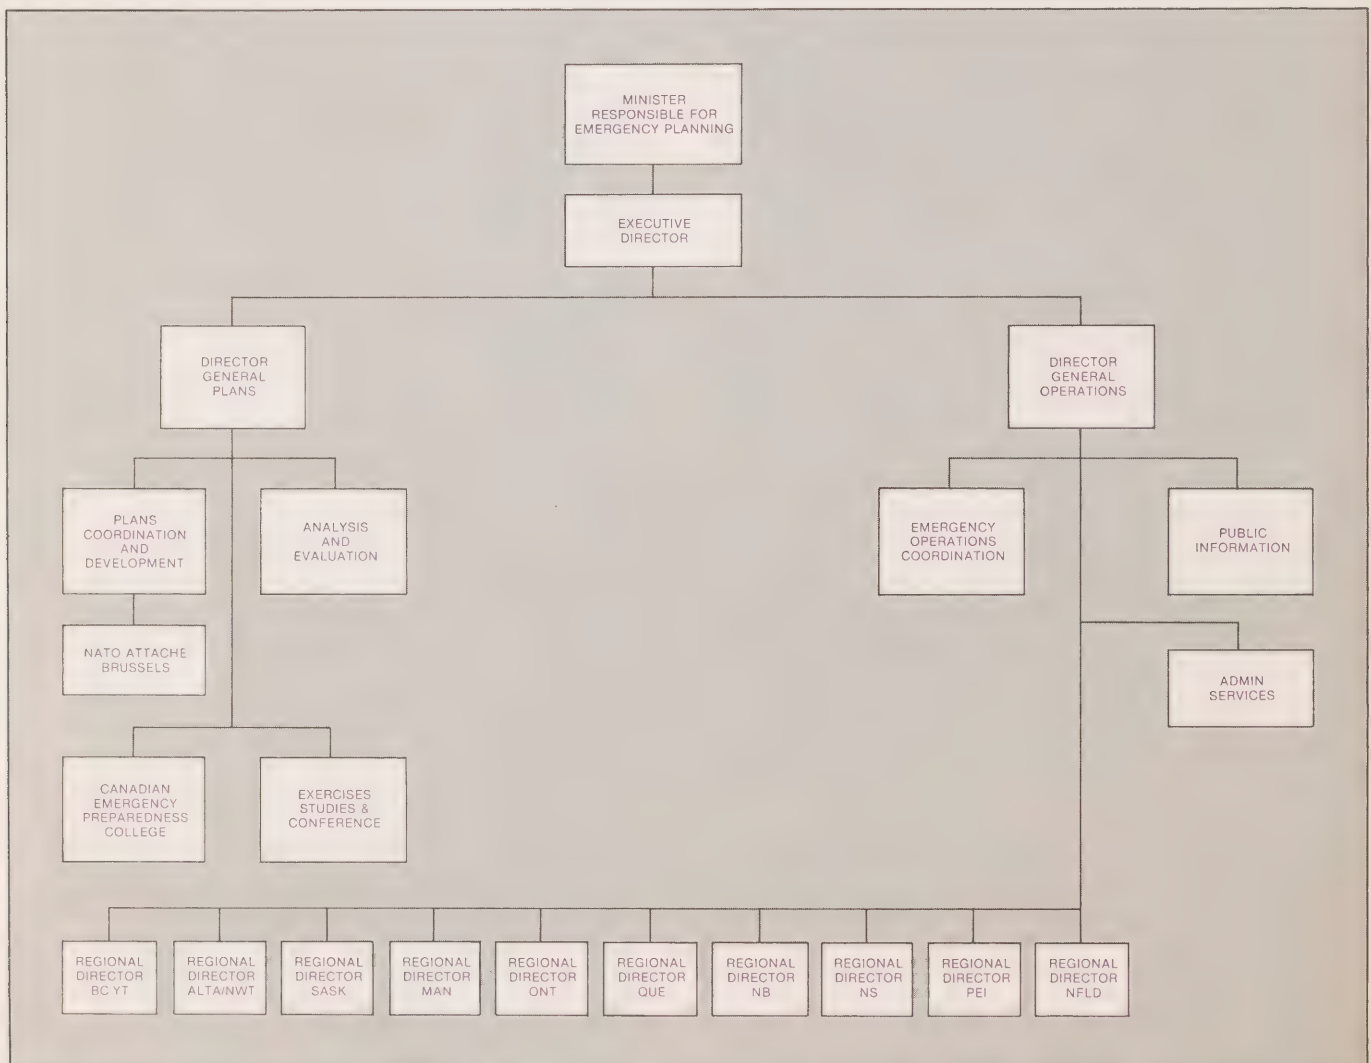 MINISTER
RESPONSIBLE FOR
EMERGENCY PLANNING
EXECUTIVE
DIRECTOR
DIRECTOR
GENERAL
PLANS
DIRECTOR
GENERAL
OPERATIONS
PLANS
COORDINATION
AND
DEVELOPMENT
ANALYSIS
AND
EVALUATION
EMERGENCY
OPERATIONS
COORDINATION
PUBLIC
INFORMATION
NATO ATTACHE
BRUSSELS
ADMIN
SERVICES
CANADIAN
EMERGENCY
PREPAREDNESS
COLLEGE
EXERCISES
STUDIES &
CONFERENCE
REGIONAL
DIRECTOR
BC YT
REGIONAL
DIRECTOR
ALTA/NWT
REGIONAL
DIRECTOR
SASK
REGIONAL
DIRECTOR
MAN
REGIONAL
DIRECTOR
ONT
REGIONAL
DIRECTOR
QUE
REGIONAL
DIRECTOR
NB
REGIONAL
DIRECTOR
NS
REGIONAL
DIRECTOR
PEI
REGIONAL
DIRECTOR
NFLD